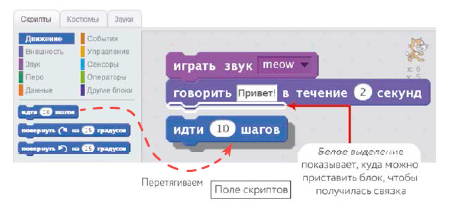 Скрипты Костюмы Звуки
Движение События
Внешность Управление
Звук Сенсоры
Перо Операторы
Данные Другие блоки
идти 10 шагов
повернуть на 15 градусов
повернуть на 15 градусов
играть звук meow
говорить Привет! в течение 2 секунд
идти 10 шагов
x: 6
y: 5
Перетягиваем
Поле скриптов
Белое выделение
показывает, куда можно
приставить блок, чтобы
получилась связка